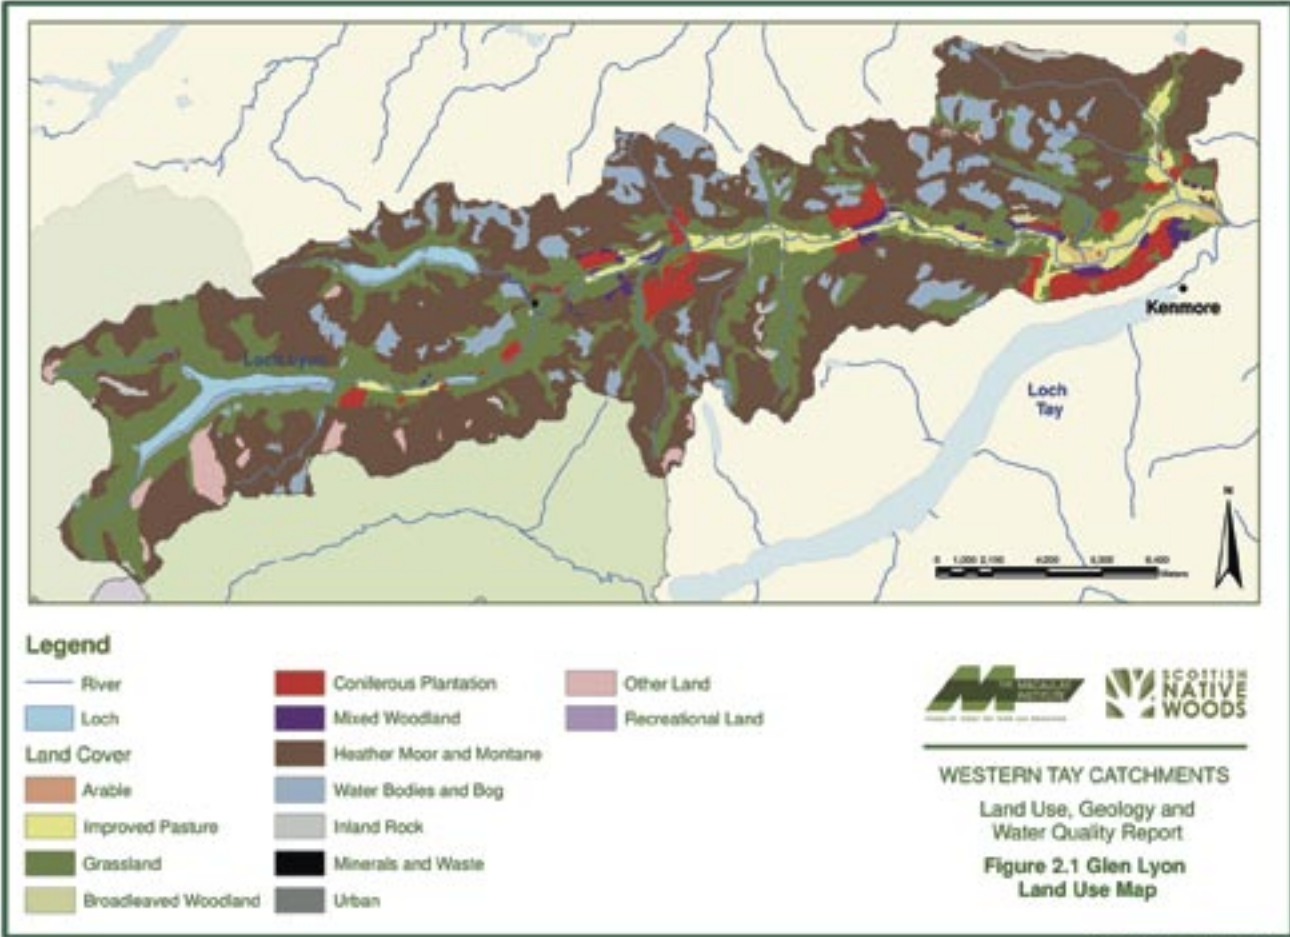 Loch Lyon
Kenmore
Loch
Tay
N
Meters
Legend
River
Loch
Land Cover
Arable
Improved Pasture
Grassland
Broadleaved Woodland
Coniferous Plantation
Mixed Woodland
Heather Moor and Montane
Water Bodies and Bog
Inland Rock
Minerals and Waste
Urban
Other Land
Recreational Land
SCOTTISH
NATIVE
WOODS
WESTERN TAY CATCHMENTS
Land Use, Geology and
Water Quality Report
Figure 2.1 Glen Lyon
Land Use Map